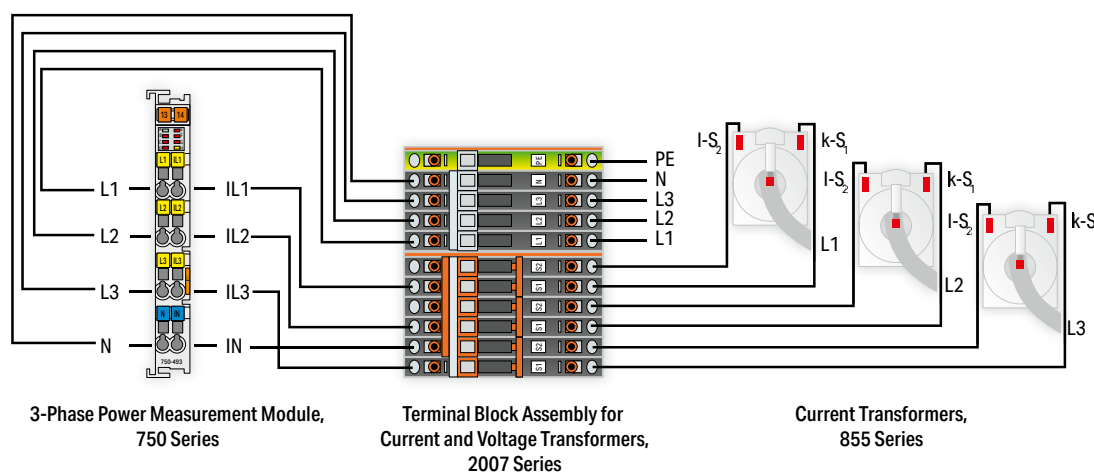 13 14
L1 IL1
L2 IL2
L3 IL3
N IN
750-493
L1
L2
L3
N
IL1
IL2
IL3
IN
PE
N
L3
L2
L1
S2
S1
S2
S1
S2
S1
PE
N
L3
L2
L1
l-S2
k-S1
L1
l-S2
k-S1
L2
l-S2
k-S
L3
3-Phase Power Measurement Module,
750 Series
Terminal Block Assembly for
Current and Voltage Transformers,
2007 Series
Current Transformers,
855 Series